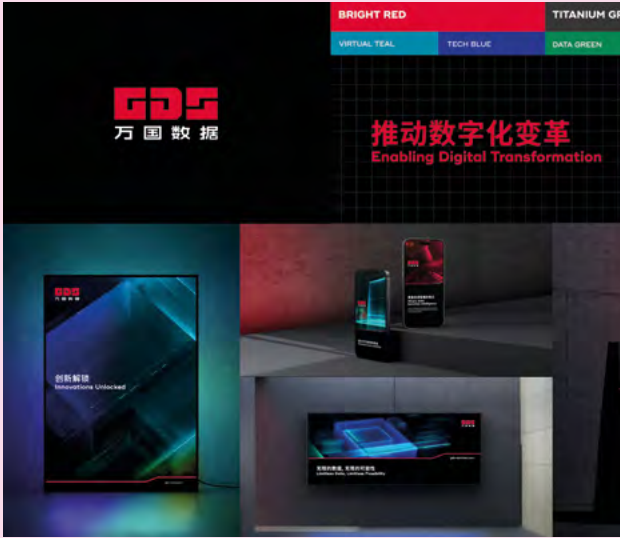 BRIGHT RED
TITANIUM GR
VIRTUAL TEAL
TECH BLUE
DATA GREEN
GDS
万国数据
推动数字化变革
Enabling Digital Transformation
GDS
万国数据
创新解锁
Innovations Unlocked
GDS
GDS
无限的数据, 无限的可能性
Limitless Data, Limitless Possibility